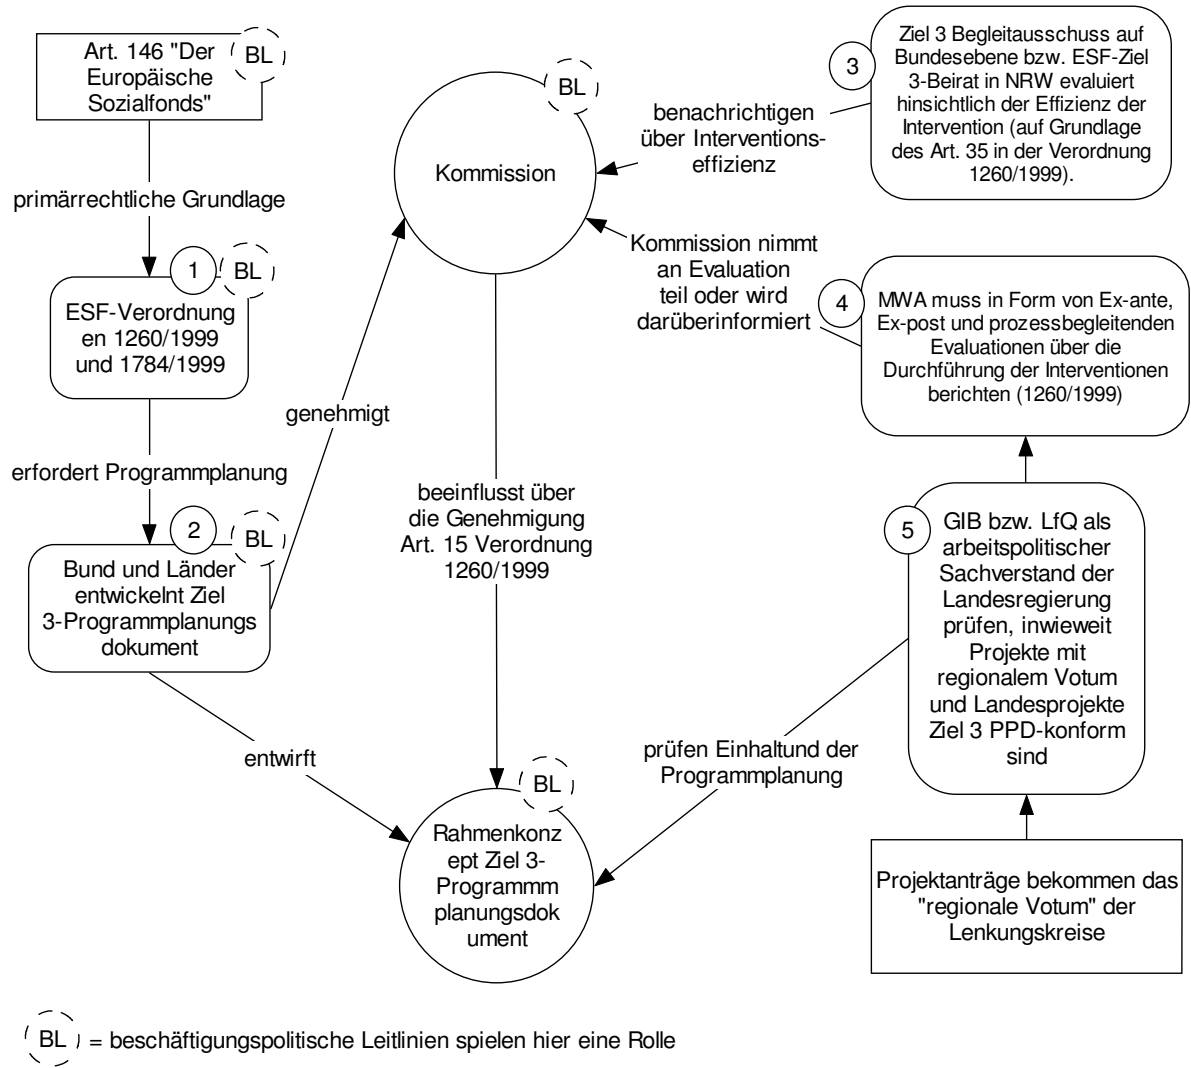 Art. 146 "Der
Europäische
Sozialfonds"
BL
primärrechtliche Grundlage
1
BL
ESF-Verordnung
en 1260/1999
und 1784/1999
erfordert Programmplanung
2
BL
Bund und Länder
entwickelnt Ziel
3-Programmplanungs
dokument
genehmigt
entwirft
BL
Kommission
beeinflusst über
die Genehmigung
Art. 15 Verordnung
1260/1999
BL
Rahmenkonz
ept Ziel 3-
Programmm
planungsdok
ument
benachrichtigen
über Interventions-
effizienz
3
Ziel 3 Begleitausschuss auf
Bundesebene bzw. ESF-Ziel
3-Beirat in NRW evaluiert
hinsichtlich der Effizienz der
Intervention (auf Grundlage
des Art. 35 in der Verordnung
1260/1999).
Kommission nimmt
an Evaluation
teil oder wird
darüberinformiert
4
MWA muss in Form von Ex-ante,
Ex-post und prozessbegleitenden
Evaluationen über die
Durchführung der Interventionen
berichten (1260/1999)
5
GIB bzw. LfQ als
arbeitspolitischer
Sachverstand der
Landesregierung
prüfen, inwieweit
Projekte mit
regionalem Votum
und Landesprojekte
Ziel 3 PPD-konform
sind
prüfen Einhaltund der
Programmplanung
Projektanträge bekommen das
"regionale Votum" der
Lenkungskreise
BL = beschäftigungspolitische Leitlinien spielen hier eine Rolle